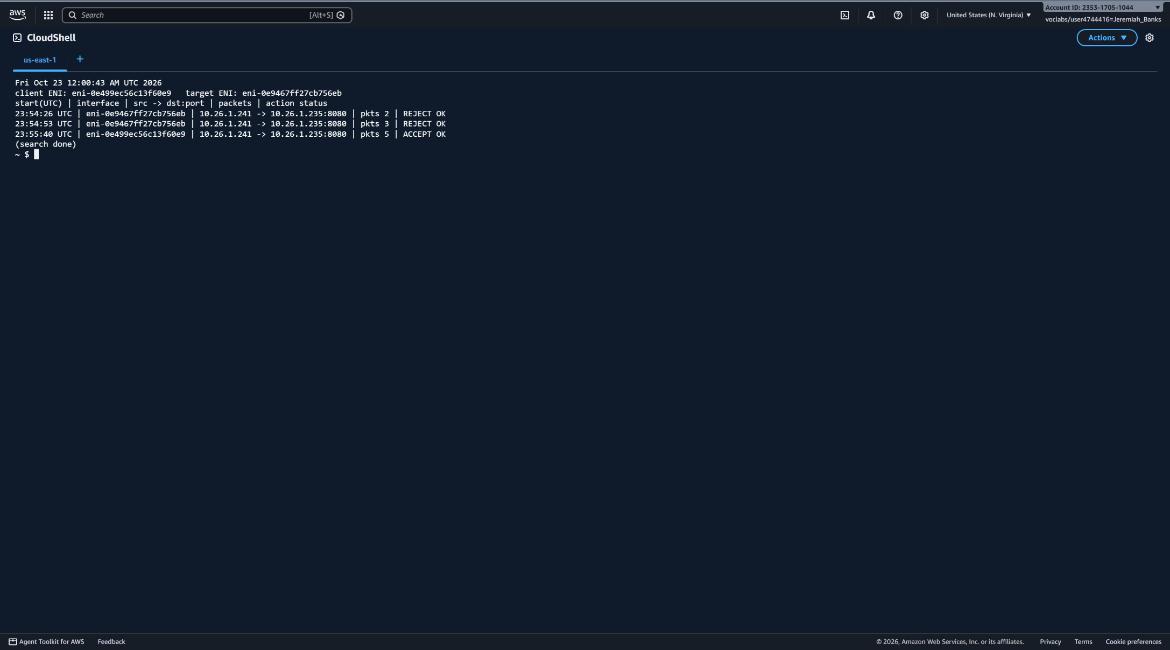 aws
Search [Alt+S]
United States (N. Virginia)
Account ID: 2353-1705-1044
voclabs/user4744416=Jeremiah_Banks
CloudShell
Actions
us-east-1
+
Fri Oct 23 12:00:43 AM UTC 2026
client ENI: eni-0e499ec56c13f60e9   target ENI: eni-0e9467ff27cb756eb
start(UTC) | interface | src -> dst:port | packets | action status
23:54:26 UTC | eni-0e9467ff27cb756eb | 10.26.1.241 -> 10.26.1.235:8080 | pkts 2 | REJECT OK
23:54:53 UTC | eni-0e9467ff27cb756eb | 10.26.1.241 -> 10.26.1.235:8080 | pkts 3 | REJECT OK
23:55:40 UTC | eni-0e499ec56c13f60e9 | 10.26.1.241 -> 10.26.1.235:8080 | pkts 5 | ACCEPT OK
(search done)
~ $
Agent Toolkit for AWS Feedback © 2026, Amazon Web Services, Inc. or its affiliates. Privacy Terms Cookie preferences